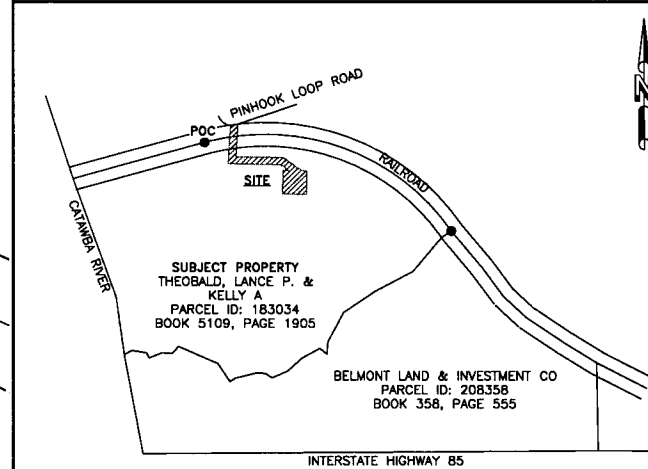 PINHOOK LOOP ROAD
N
POC
RAILROAD
SITE
CATAWBA RIVER
SUBJECT PROPERTY
THEOBALD, LANCE P. &
KELLY A
PARCEL ID: 183034
BOOK 5109, PAGE 1905
BELMONT LAND & INVESTMENT CO
PARCEL ID: 208358
BOOK 358, PAGE 555
INTERSTATE HIGHWAY 85